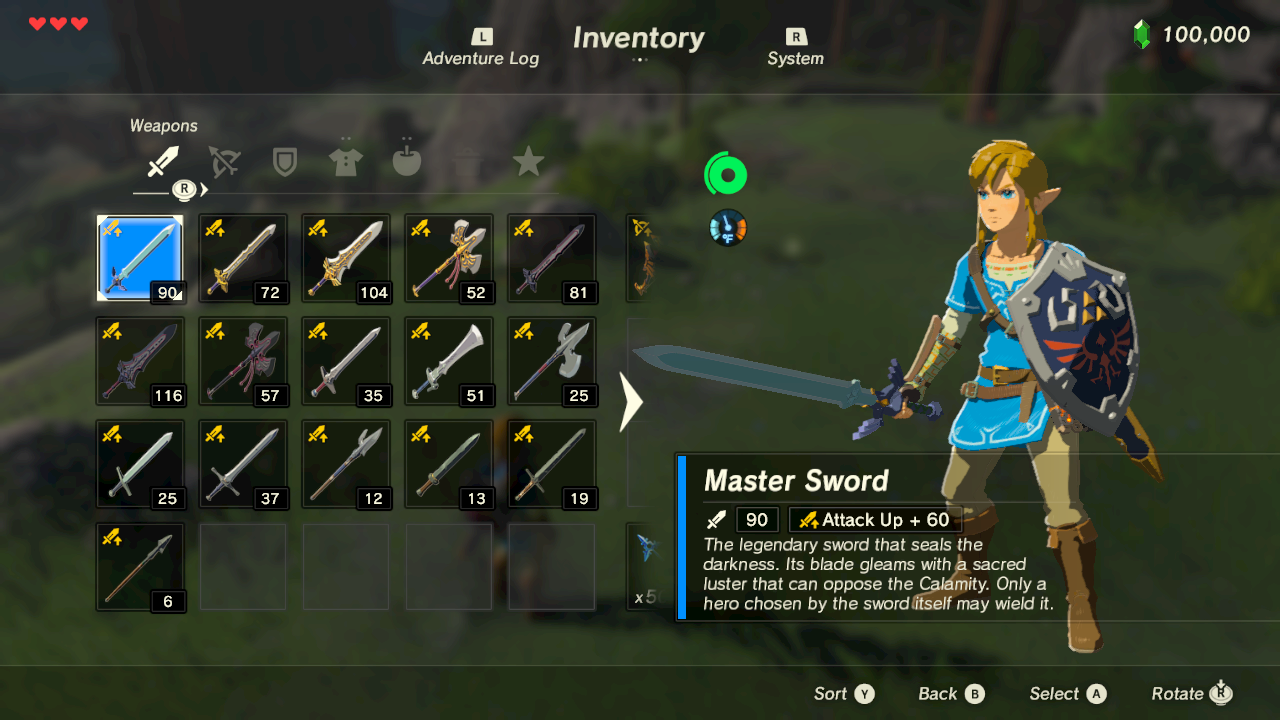 L
Inventory
R
100,000
Adventure Log
System
Weapons
R
°F
90
72
104
52
81
116
57
35
51
25
25
37
12
13
19
6
Master Sword
90
Attack Up + 60
The legendary sword that seals the
darkness. Its blade gleams with a sacred
luster that can oppose the Calamity. Only a
hero chosen by the sword itself may wield it.
Sort Y
Back B
Select A
Rotate R